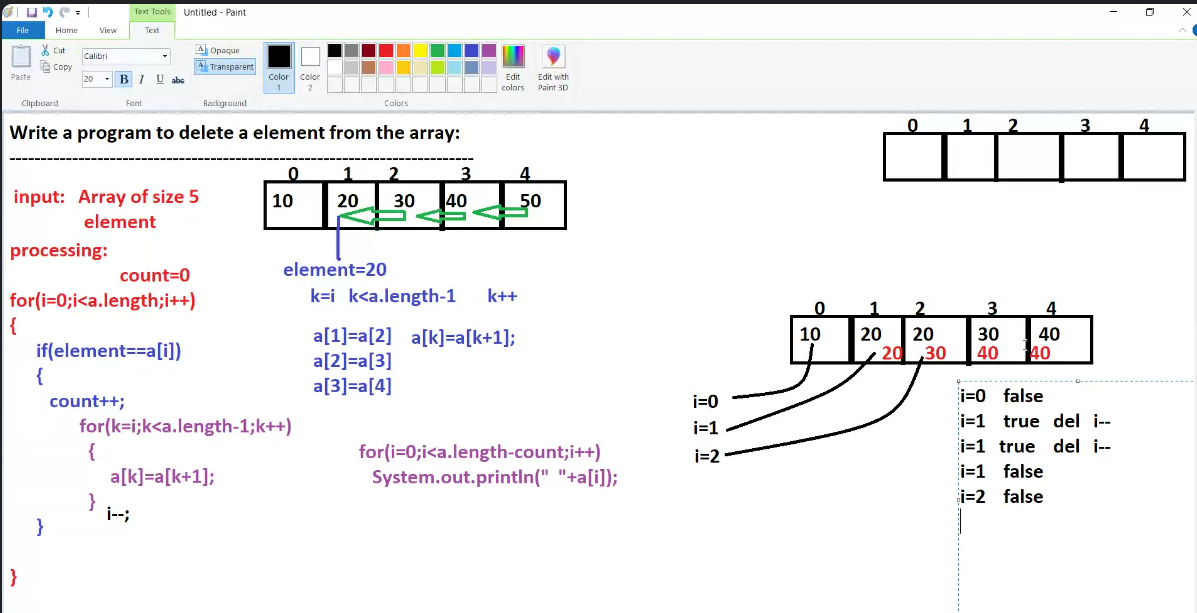 Text Tools
Untitled - Paint
File
Home
View
Text
Paste
Cut
Copy
Clipboard
Calibri
20
B I U abc
Font
Opaque
Transparent
Background
Color 1
Color 2
Edit colors
Edit with Paint 3D
Colors
Write a program to delete a element from the array:
--------------------------------------------------------------------------
0 1 2 3 4
10 20 30 40 50
input: Array of size 5
element
processing:
count=0
for(i=0;i<a.length;i++)
{
if(element==a[i])
{
count++;
for(k=i;k<a.length-1;k++)
{
a[k]=a[k+1];
}
i--;
}
}
element=20
k=i k<a.length-1 k++
a[1]=a[2] a[k]=a[k+1];
a[2]=a[3]
a[3]=a[4]
for(i=0;i<a.length-count;i++)
System.out.println(" "+a[i]);
0 1 2 3 4
0 1 2 3 4
10 20 20 30 40
20 30 40 40
i=0
i=1
i=2
i=0 false
i=1 true del i--
i=1 true del i--
i=1 false
i=2 false